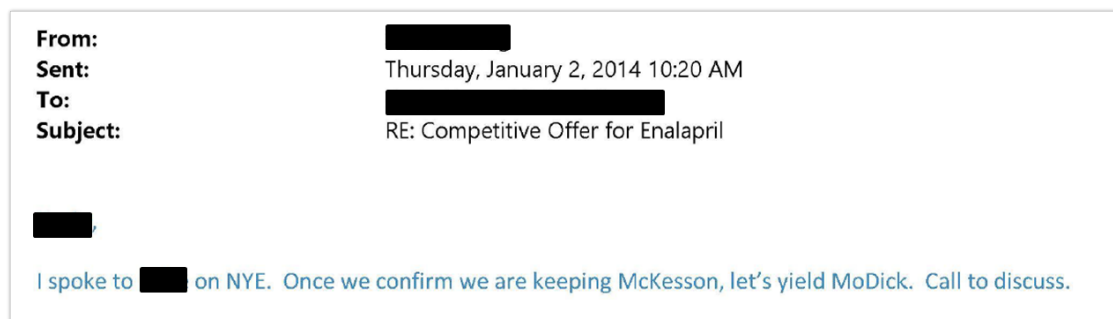 From:
Sent: Thursday, January 2, 2014 10:20 AM
To:
Subject: RE: Competitive Offer for Enalapril
,
I spoke to on NYE. Once we confirm we are keeping McKesson, let's yield MoDick. Call to discuss.